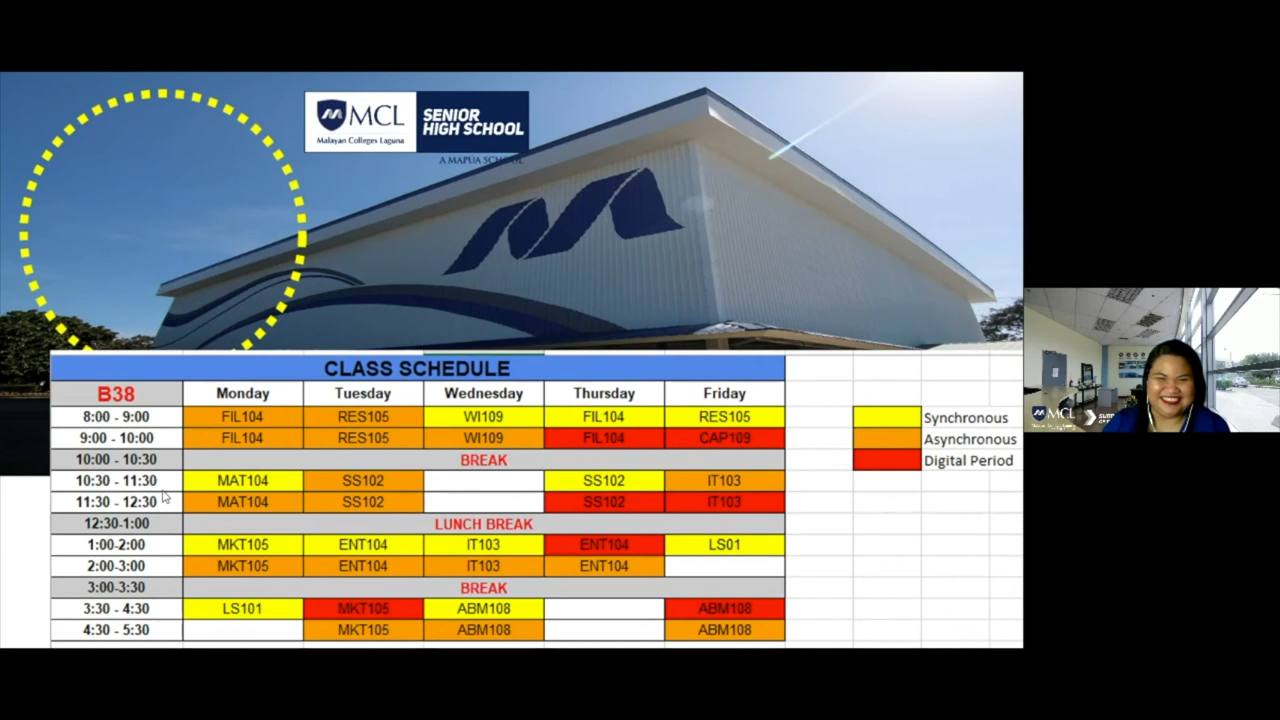 MCL
Malayan Colleges Laguna
SENIOR
HIGH SCHOOL
A MAPUA SCHOOL
CLASS SCHEDULE
B38 Monday Tuesday Wednesday Thursday Friday
8:00 - 9:00 FIL104 RES105 WI109 FIL104 RES105
9:00 - 10:00 FIL104 RES105 WI109 FIL104 CAP109
10:00 - 10:30 BREAK
10:30 - 11:30 MAT104 SS102 SS102 IT103
11:30 - 12:30 MAT104 SS102 SS102 IT103
12:30-1:00 LUNCH BREAK
1:00-2:00 MKT105 ENT104 IT103 ENT104 LS01
2:00-3:00 MKT105 ENT104 IT103 ENT104
3:00-3:30 BREAK
3:30 - 4:30 LS101 MKT105 ABM108 ABM108
4:30 - 5:30 MKT105 ABM108 ABM108
Synchronous
Asynchronous
Digital Period
MCL